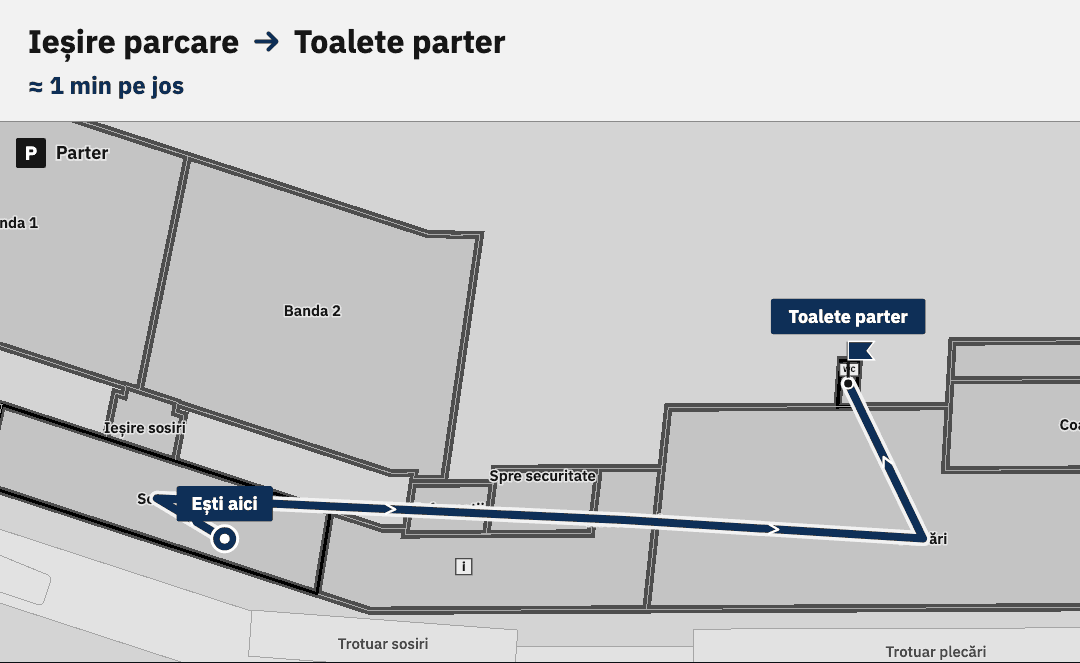 Ieșire parcare → Toalete parter
≈ 1 min pe jos
P Parter
nda 1
Banda 2
Toalete parter
WC
Ieșire sosiri
Spre securitate
Ești aici
ări
i
Trotuar sosiri
Trotuar plecări